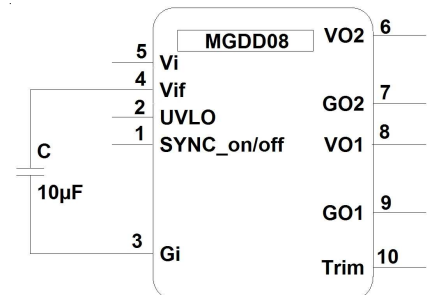 MGDD08
5 Vi
4 Vif
2 UVLO
1 SYNC_on/off
3 Gi
C
10µF
VO2 6
GO2 7
VO1 8
GO1 9
Trim 10